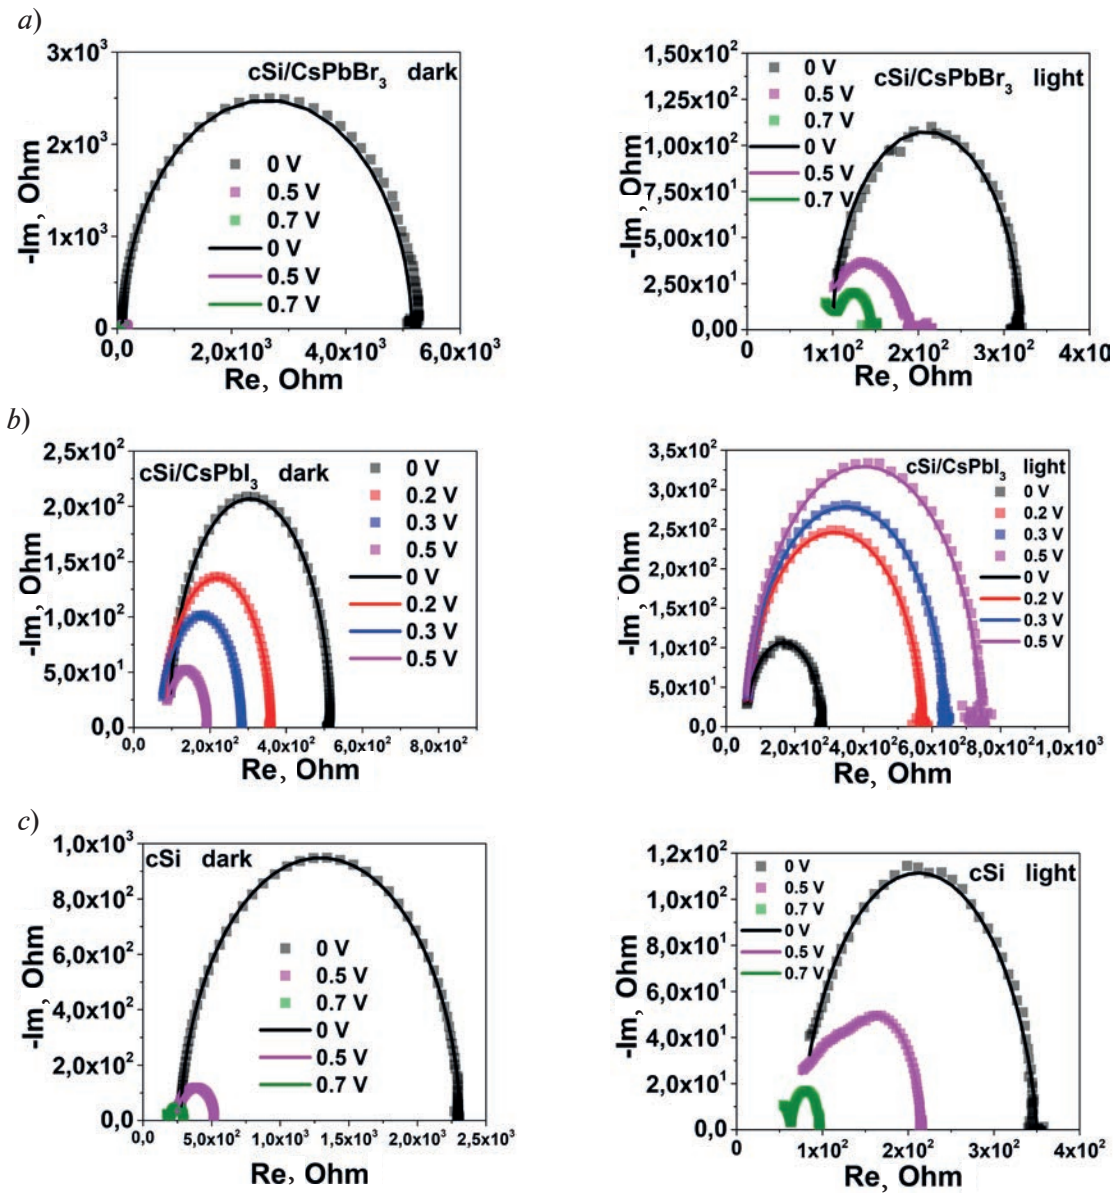 a)
3x10³
2x10³
1x10³
0
-Im, Ohm
cSi/CsPbBr₃ dark
0 V
0.5 V
0.7 V
0 V
0.5 V
0.7 V
0,0 2,0x10³ 4,0x10³ 6,0x10³
Re, Ohm
1,50x10²
1,25x10²
1,00x10²
7,50x10¹
5,00x10¹
2,50x10¹
0,00
-Im, Ohm
cSi/CsPbBr₃ light
0 V
0.5 V
0.7 V
0 V
0.5 V
0.7 V
0 1x10² 2x10² 3x10² 4x10
Re, Ohm
b)
2,5x10²
2,0x10²
1,5x10²
1,0x10²
5,0x10¹
0,0
-Im, Ohm
cSi/CsPbI₃ dark
0 V
0.2 V
0.3 V
0.5 V
0 V
0.2 V
0.3 V
0.5 V
0,0 2,0x10² 4,0x10² 6,0x10² 8,0x10²
Re, Ohm
3,5x10²
3,0x10²
2,5x10²
2,0x10²
1,5x10²
1,0x10²
5,0x10¹
0,0
-Im, Ohm
cSi/CsPbI₃ light
0 V
0.2 V
0.3 V
0.5 V
0 V
0.2 V
0.3 V
0.5 V
0,0 2,0x10² 4,0x10² 6,0x10² 8,0x10² 1,0x10³
Re, Ohm
c)
1,0x10³
8,0x10²
6,0x10²
4,0x10²
2,0x10²
0,0
-Im, Ohm
cSi dark
0 V
0.5 V
0.7 V
0 V
0.5 V
0.7 V
0,0 5,0x10² 1,0x10³ 1,5x10³ 2,0x10³ 2,5x10³
Re, Ohm
1,2x10²
1,0x10²
8,0x10¹
6,0x10¹
4,0x10¹
2,0x10¹
0,0
-Im, Ohm
cSi light
0 V
0.5 V
0.7 V
0 V
0.5 V
0.7 V
0 1x10² 2x10² 3x10² 4x10²
Re, Ohm